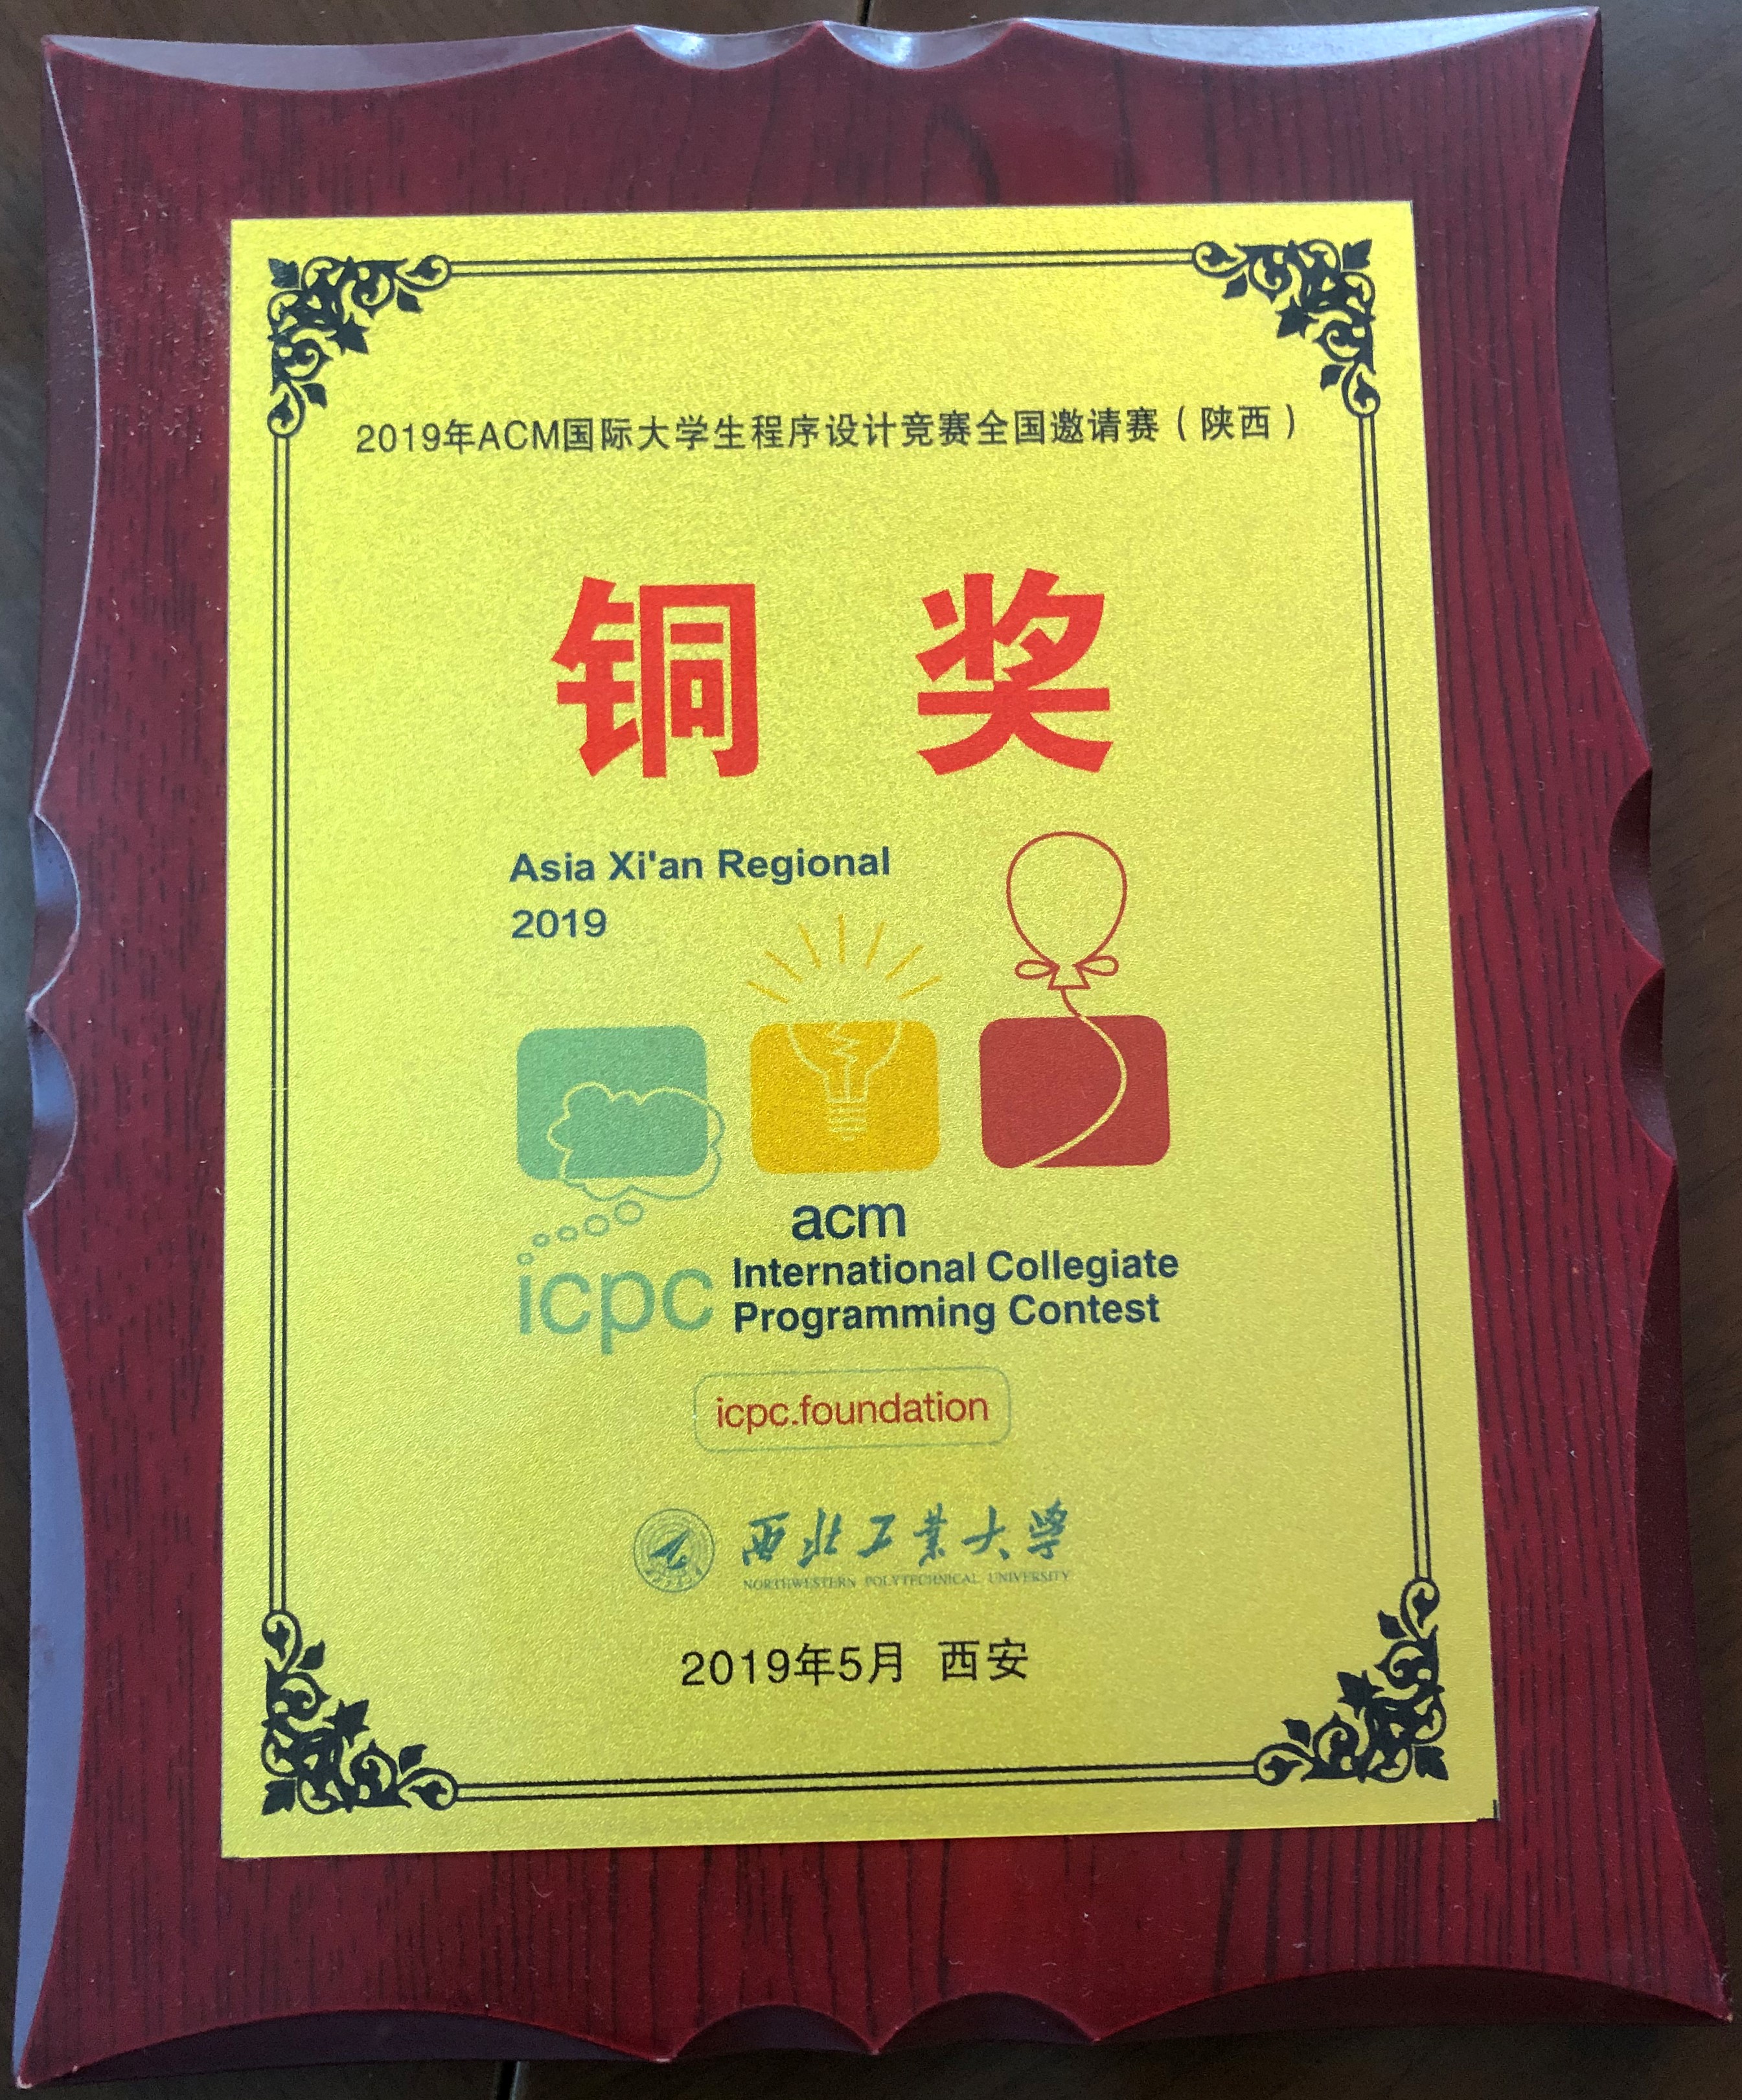 2019年ACM国际大学生程序设计竞赛全国邀请赛（陕西）
铜 奖
Asia Xi'an Regional
2019
acm
icpc International Collegiate
Programming Contest
icpc.foundation
西北工业大学
NORTHWESTERN POLYTECHNICAL UNIVERSITY
2019年5月 西安